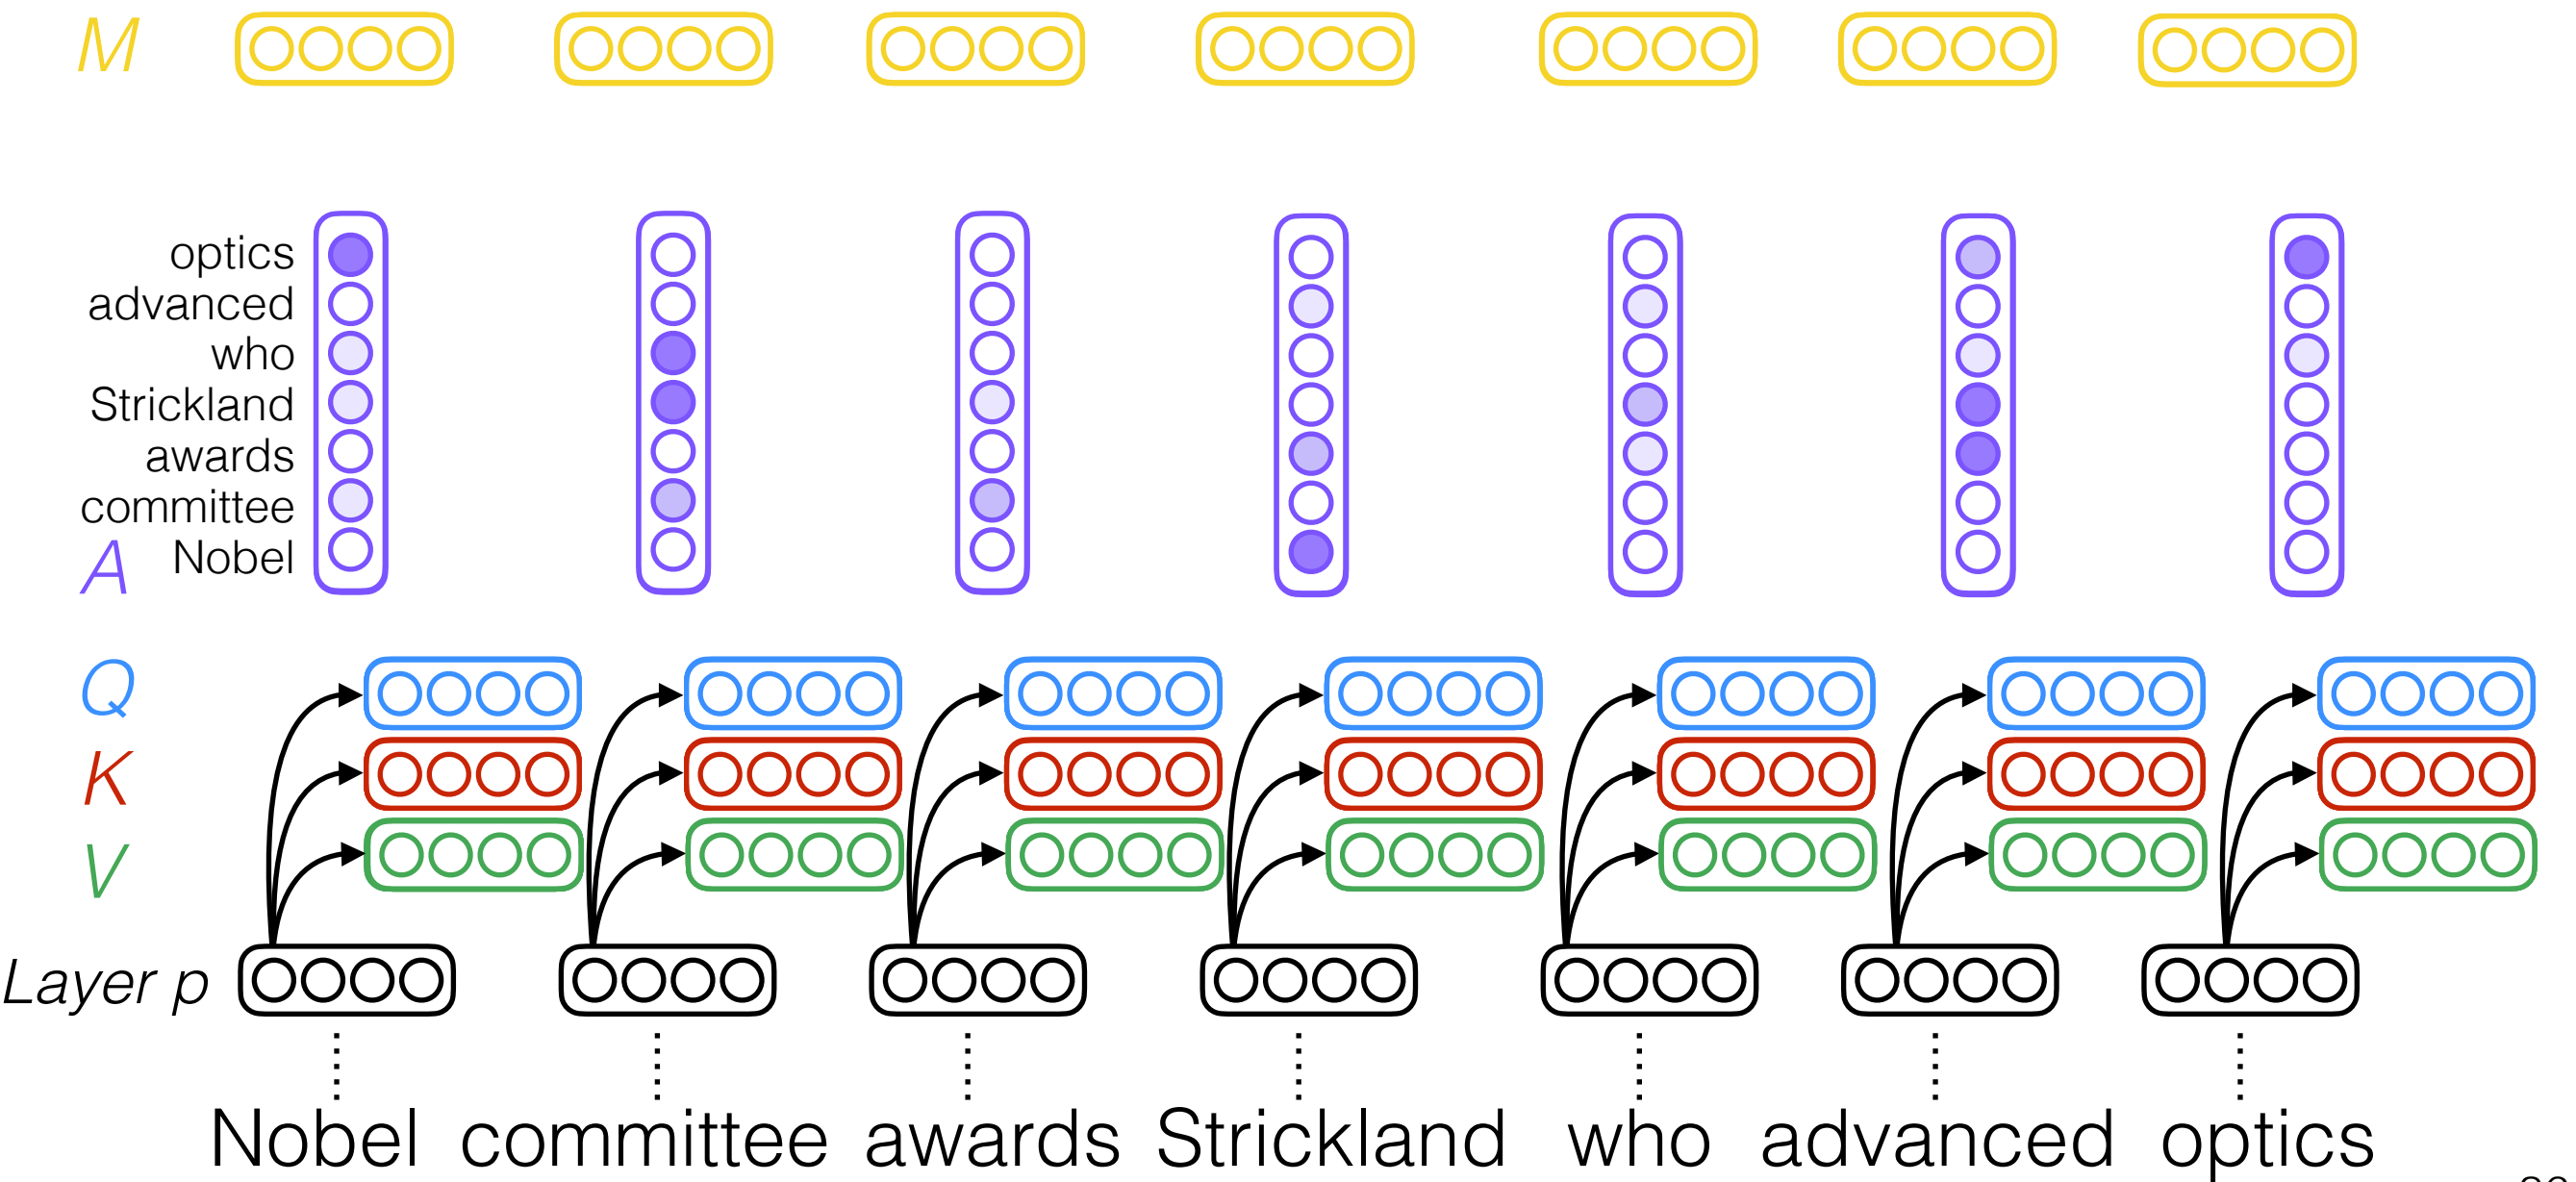 M
optics
advanced
who
Strickland
awards
committee
A Nobel
Q
K
V
Layer p
Nobel committee awards Strickland who advanced optics